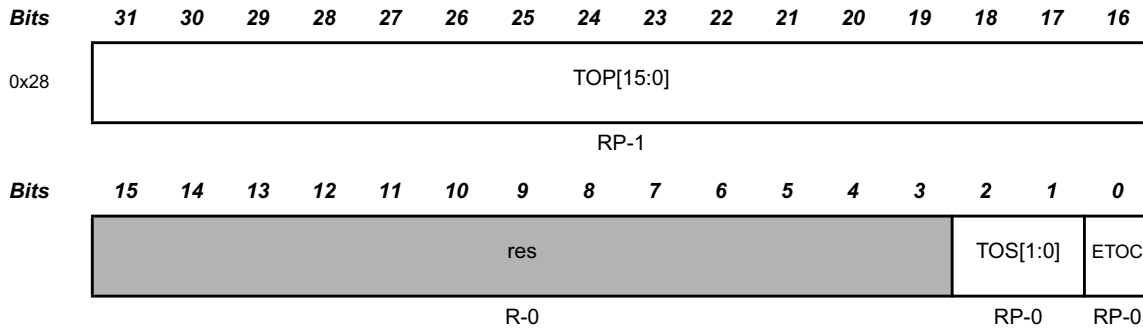 Bits 31 30 29 28 27 26 25 24 23 22 21 20 19 18 17 16
0x28 TOP[15:0]
RP-1
Bits 15 14 13 12 11 10 9 8 7 6 5 4 3 2 1 0
res TOS[1:0] ETOC
R-0 RP-0 RP-0